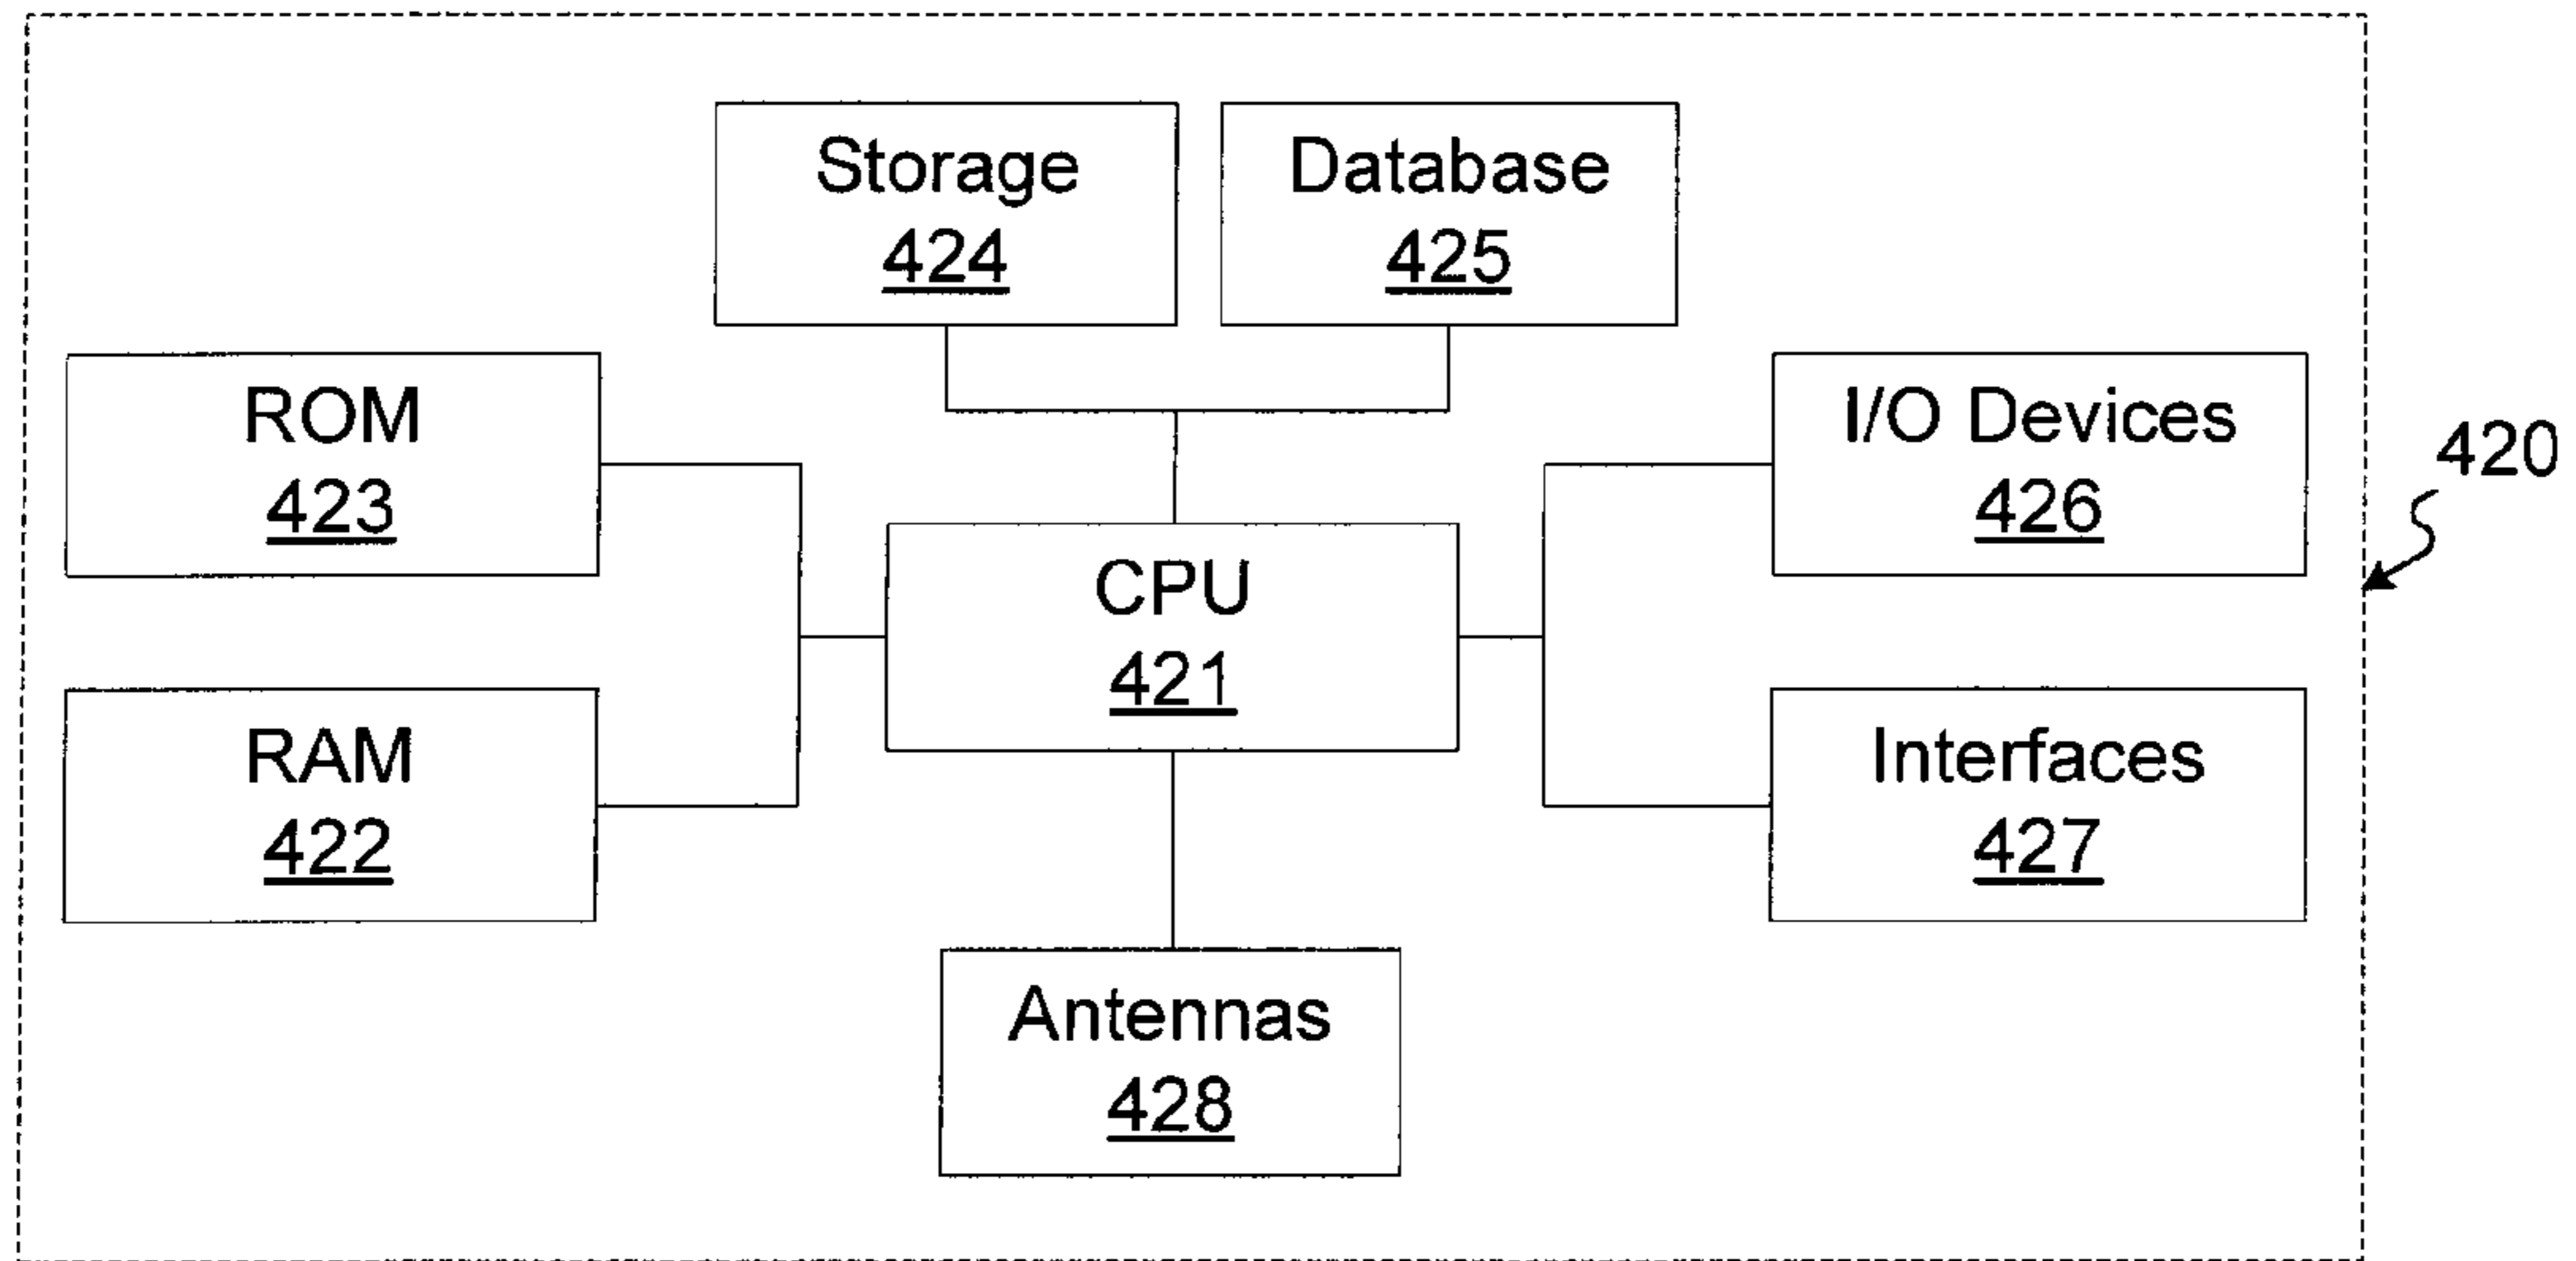 Storage
424
Database
425
ROM
423
I/O Devices
426
420
CPU
421
RAM
422
Interfaces
427
Antennas
428